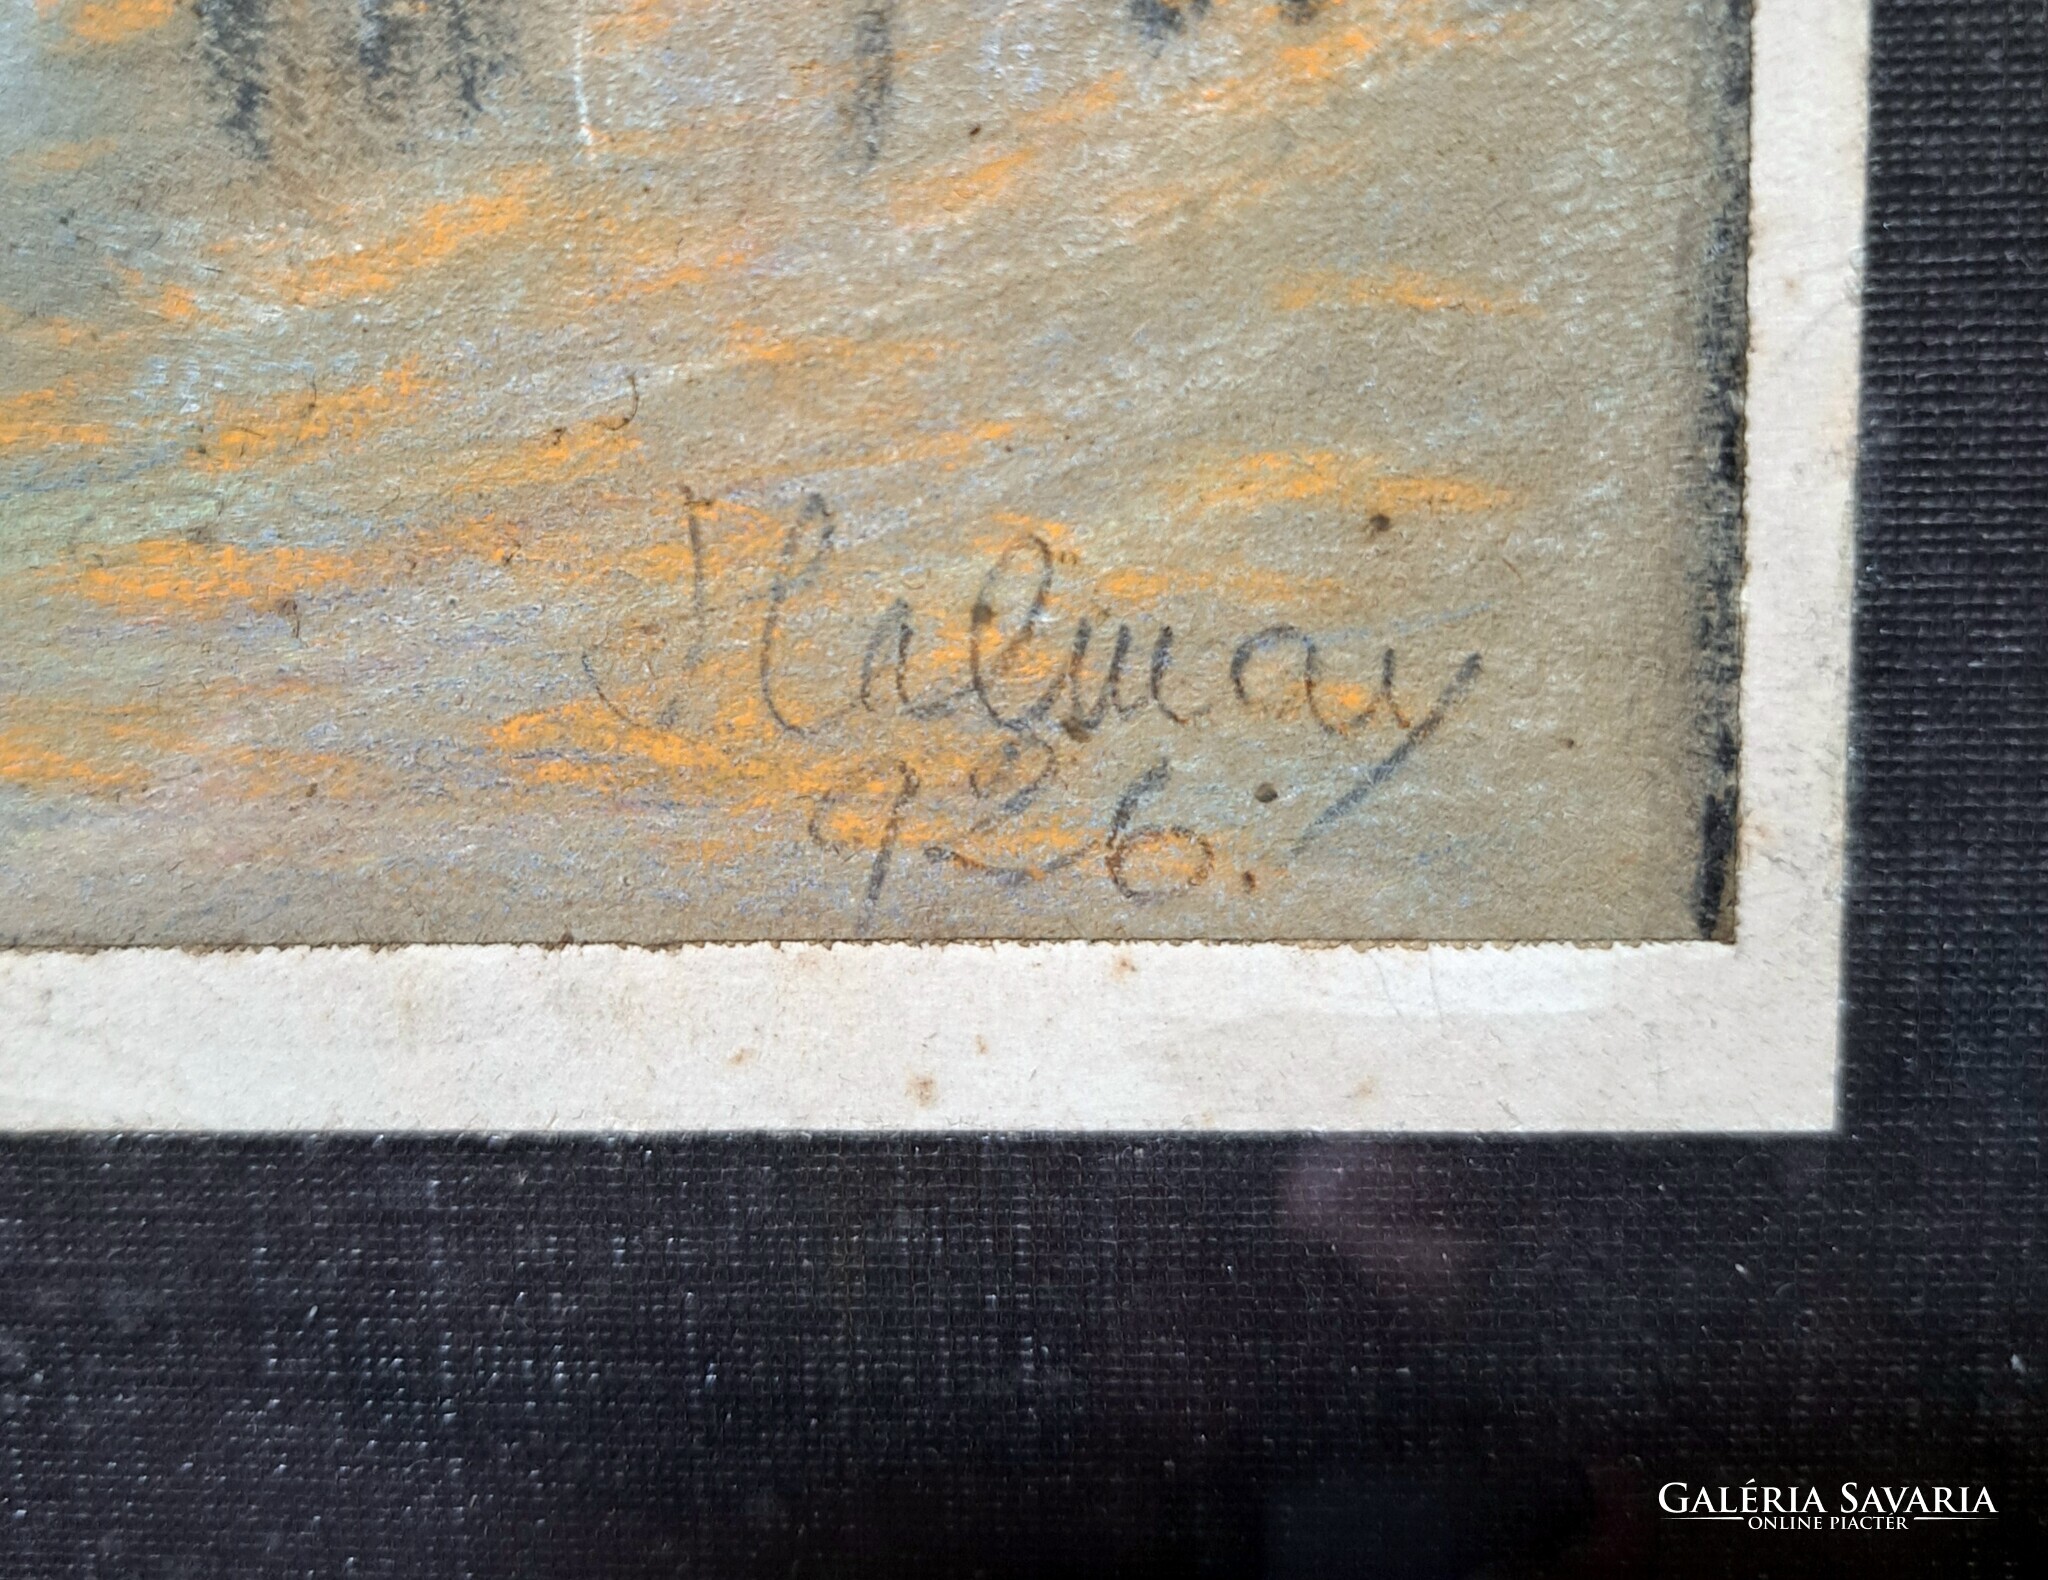 Halmay
926.
GALÉRIA SAVARIA
ONLINE PIACTÉR